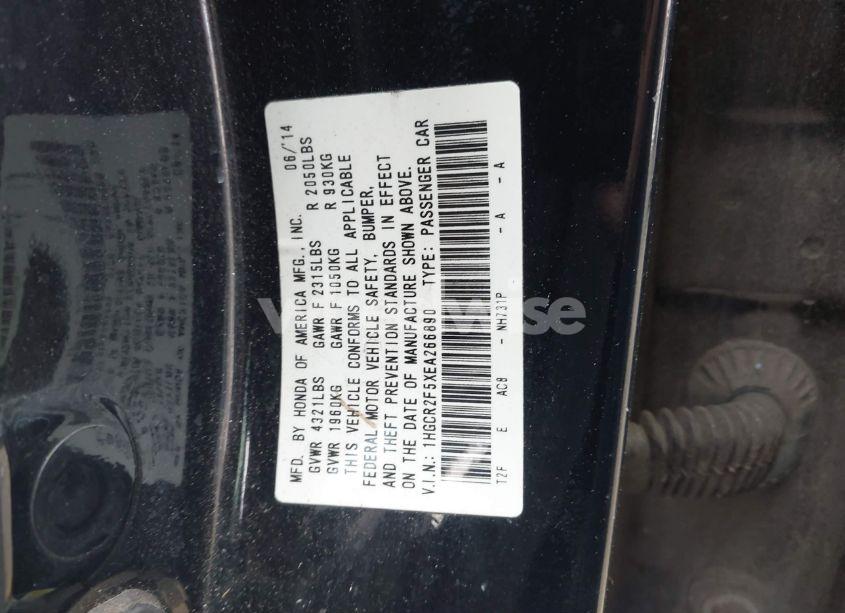 MFD. BY HONDA OF AMERICA MFG., INC. 06/'14
GVWR 4321LBS GAWR F 2315LBS R 2050LBS
GVWR 1960KG GAWR F 1050KG R 930KG
THIS VEHICLE CONFORMS TO ALL APPLICABLE
FEDERAL MOTOR VEHICLE SAFETY, BUMPER,
AND THEFT PREVENTION STANDARDS IN EFFECT
ON THE DATE OF MANUFACTURE SHOWN ABOVE.
V.I.N.: 1HGCR2F5XEA266890 TYPE: PASSENGER CAR
T2F E AC8 - NH731P - A - A